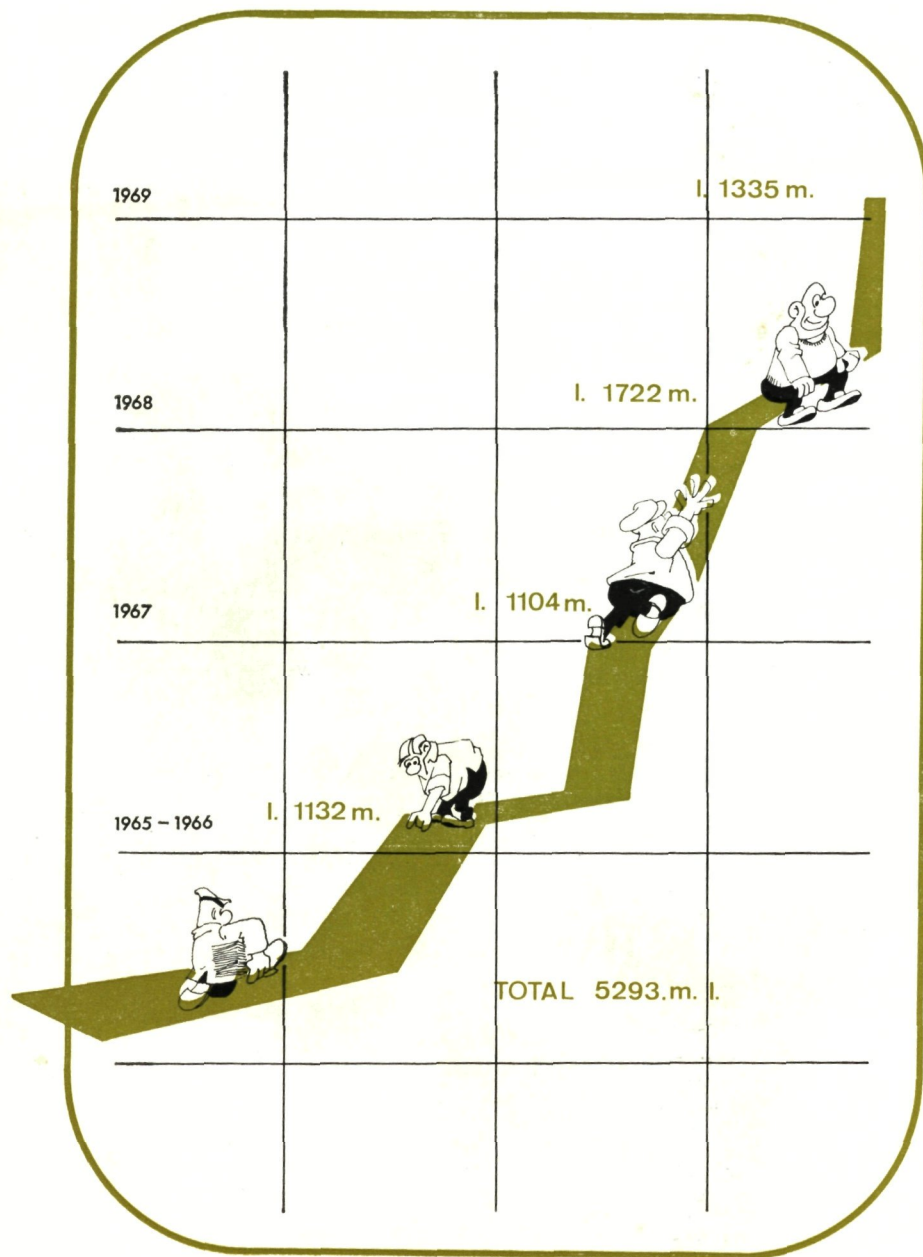 1969
l. 1335 m.
1968
l. 1722 m.
1967
l. 1104 m.
1965 – 1966
l. 1132 m.
TOTAL 5293.m. l.